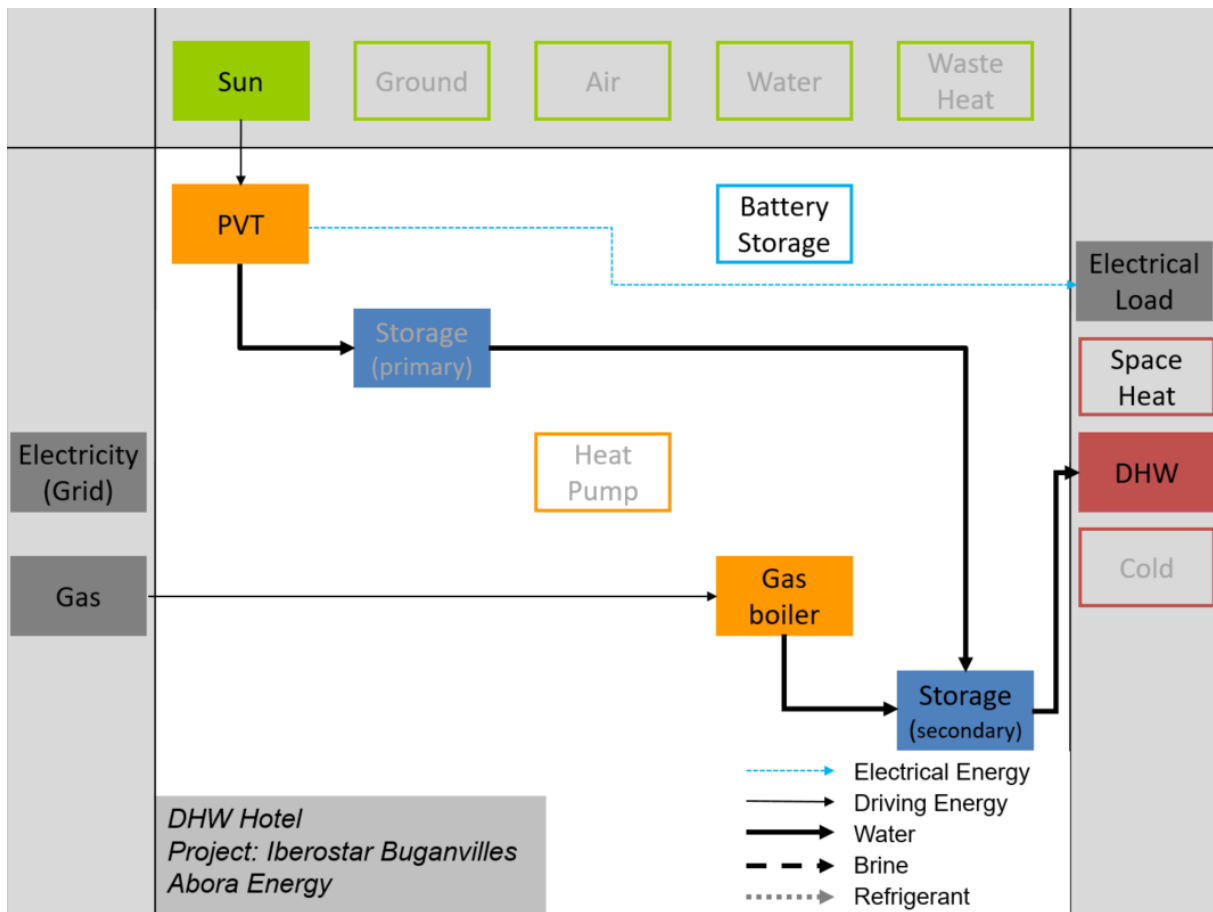 Sun
Ground
Air
Water
Waste
Heat
PVT
Battery
Storage
Electrical
Load
Storage
(primary)
Space
Heat
Electricity
(Grid)
Heat
Pump
DHW
Gas
Gas
boiler
Cold
Storage
(secondary)
Electrical Energy
Driving Energy
Water
Brine
Refrigerant
DHW Hotel
Project: Iberostar Buganvilles
Abora Energy